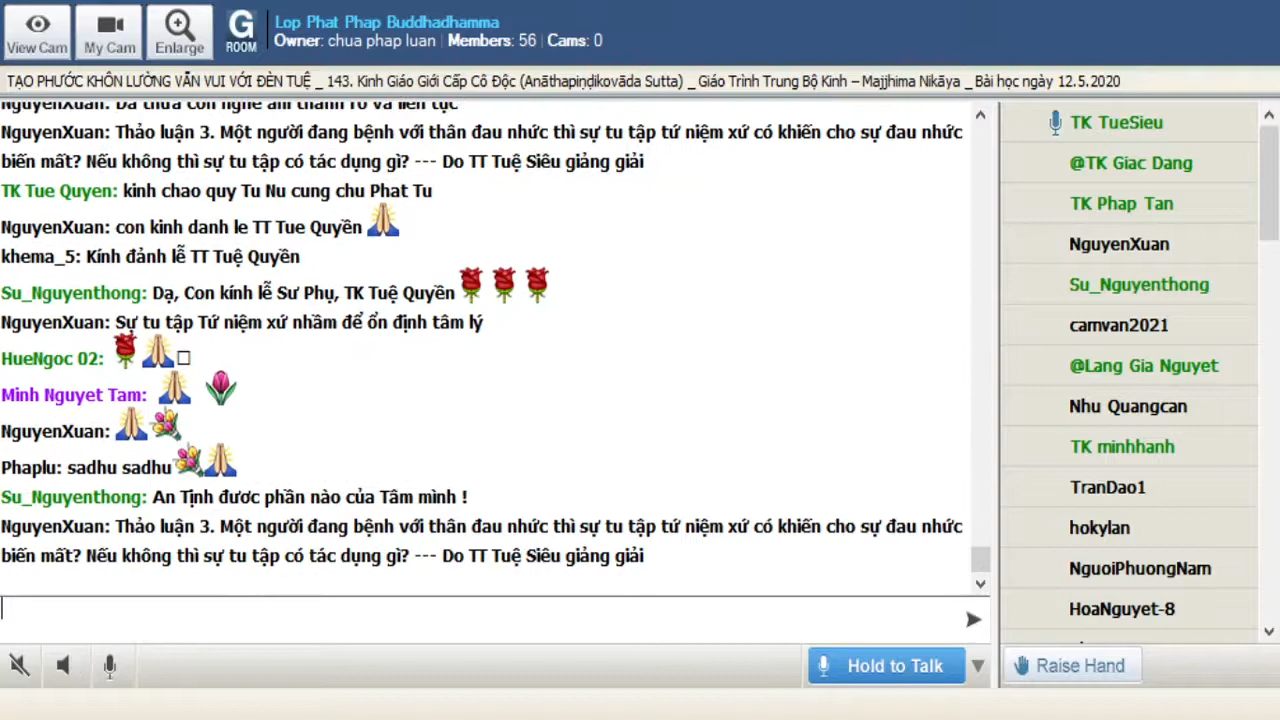 View Cam
My Cam
Enlarge
G
ROOM
Lop Phat Phap Buddhadhamma
Owner: chua phap luan | Members: 56 | Cams: 0
TẠO PHƯỚC KHÔN LƯỜNG VẪN VUI VỚI ĐÈN TUỆ _ 143. Kinh Giáo Giới Cấp Cô Độc (Anāthapiṇḍikovāda Sutta) _ Giáo Trình Trung Bộ Kinh – Majjhima Nikāya _ Bài học ngày 12.5.2020
NguyenXuan: Thảo luận 3. Một người đang bệnh với thân đau nhức thì sự tu tập tứ niệm xứ có khiến cho sự đau nhức
biến mất? Nếu không thì sự tu tập có tác dụng gì? --- Do TT Tuệ Siêu giảng giải
TK Tue Quyen: kinh chao quy Tu Nu cung chu Phat Tu
NguyenXuan: con kinh danh le TT Tue Quyền
khema_5: Kính đảnh lễ TT Tuệ Quyền
Su_Nguyenthong: Dạ, Con kính lễ Sư Phụ, TK Tuệ Quyền
NguyenXuan: Sự tu tập Tứ niệm xứ nhằm để ổn định tâm lý
HueNgoc 02:
Minh Nguyet Tam:
NguyenXuan:
Phaplu: sadhu sadhu
Su_Nguyenthong: An Tịnh đươc phần nào của Tâm mình !
NguyenXuan: Thảo luận 3. Một người đang bệnh với thân đau nhức thì sự tu tập tứ niệm xứ có khiến cho sự đau nhức
biến mất? Nếu không thì sự tu tập có tác dụng gì? --- Do TT Tuệ Siêu giảng giải
TK TueSieu
@TK Giac Dang
TK Phap Tan
NguyenXuan
Su_Nguyenthong
camvan2021
@Lang Gia Nguyet
Nhu Quangcan
TK minhhanh
TranDao1
hokylan
NguoiPhuongNam
HoaNguyet-8
Hold to Talk
Raise Hand